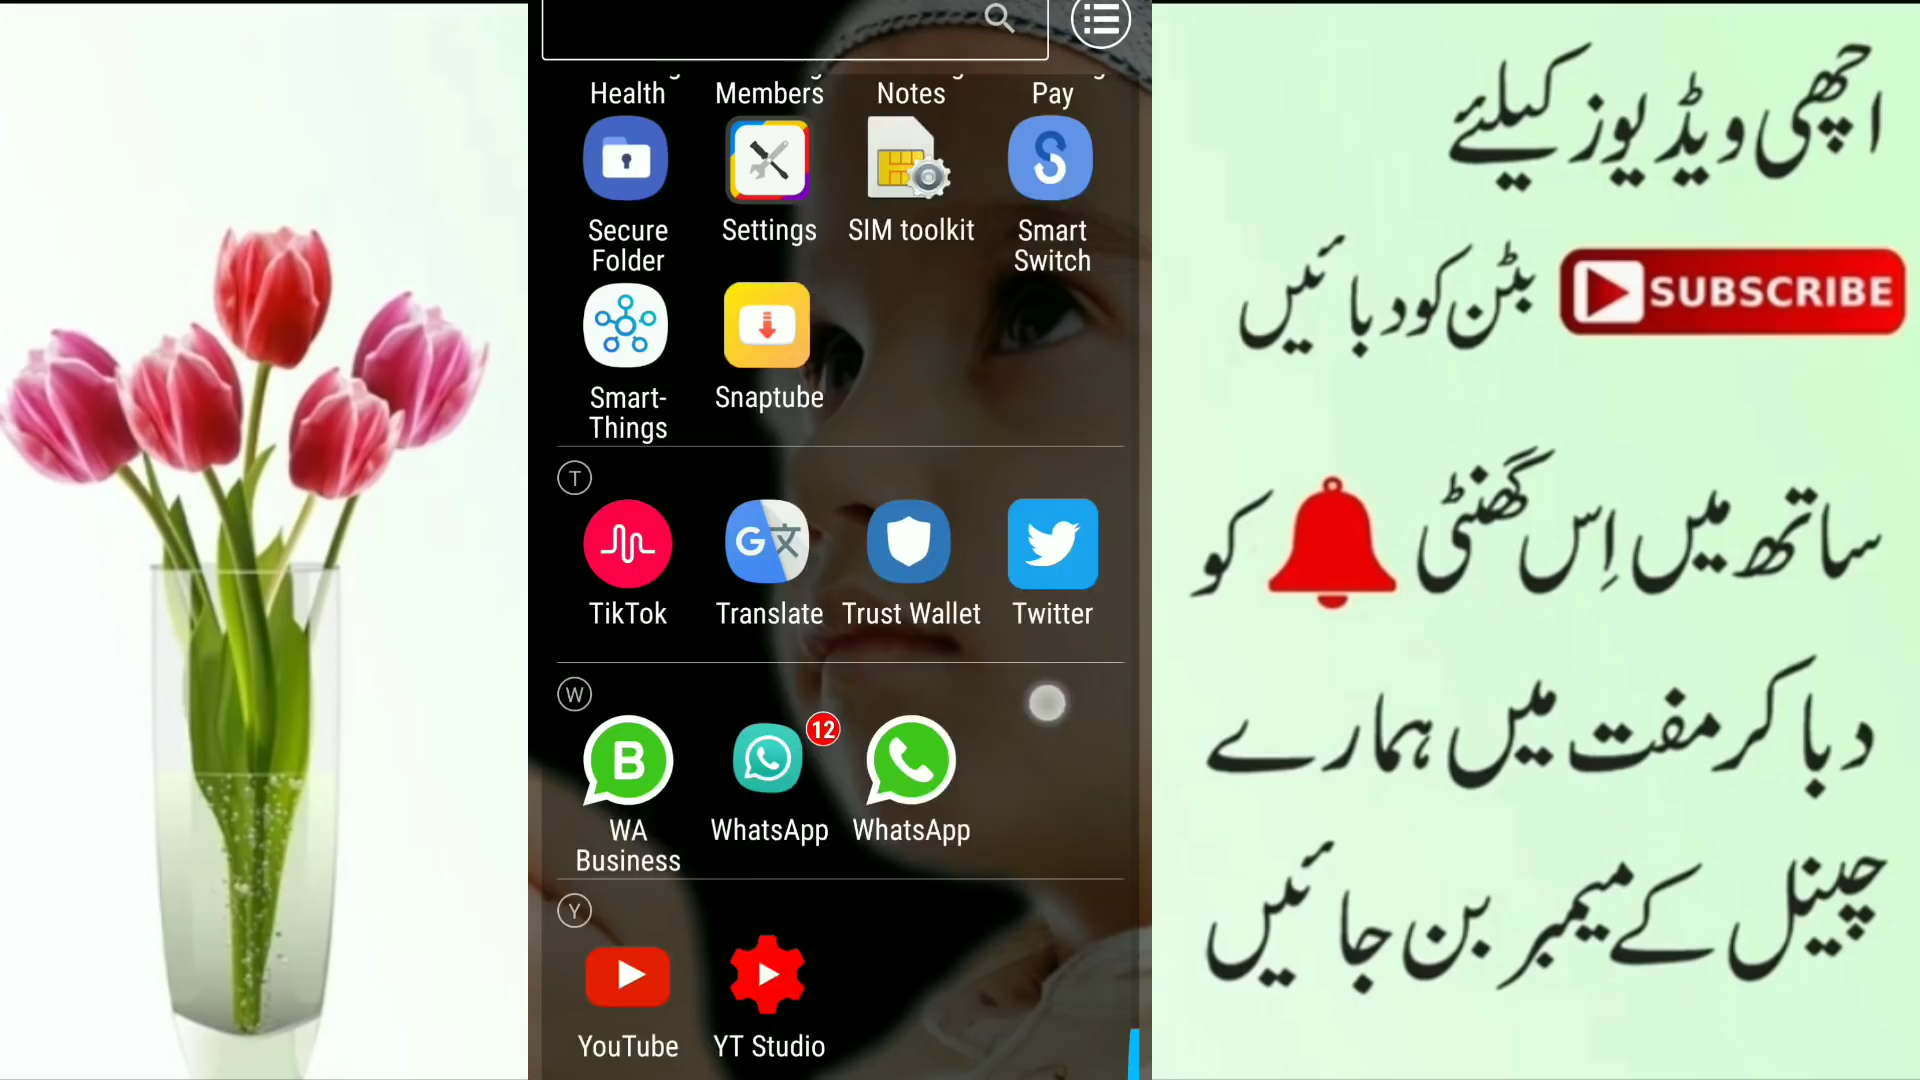 Health Members Notes Pay
Secure Folder Settings SIM toolkit Smart Switch
Smart-Things Snaptube
T
TikTok Translate Trust Wallet Twitter
W
12
WA Business WhatsApp WhatsApp
Y
YouTube YT Studio
اچھی ویڈیوز کیلئے
SUBSCRIBE بٹن کو دبائیں
ساتھ میں اِس گھنٹی کو
دبا کر مفت میں ہمارے
چینل کے میمبر بن جائیں